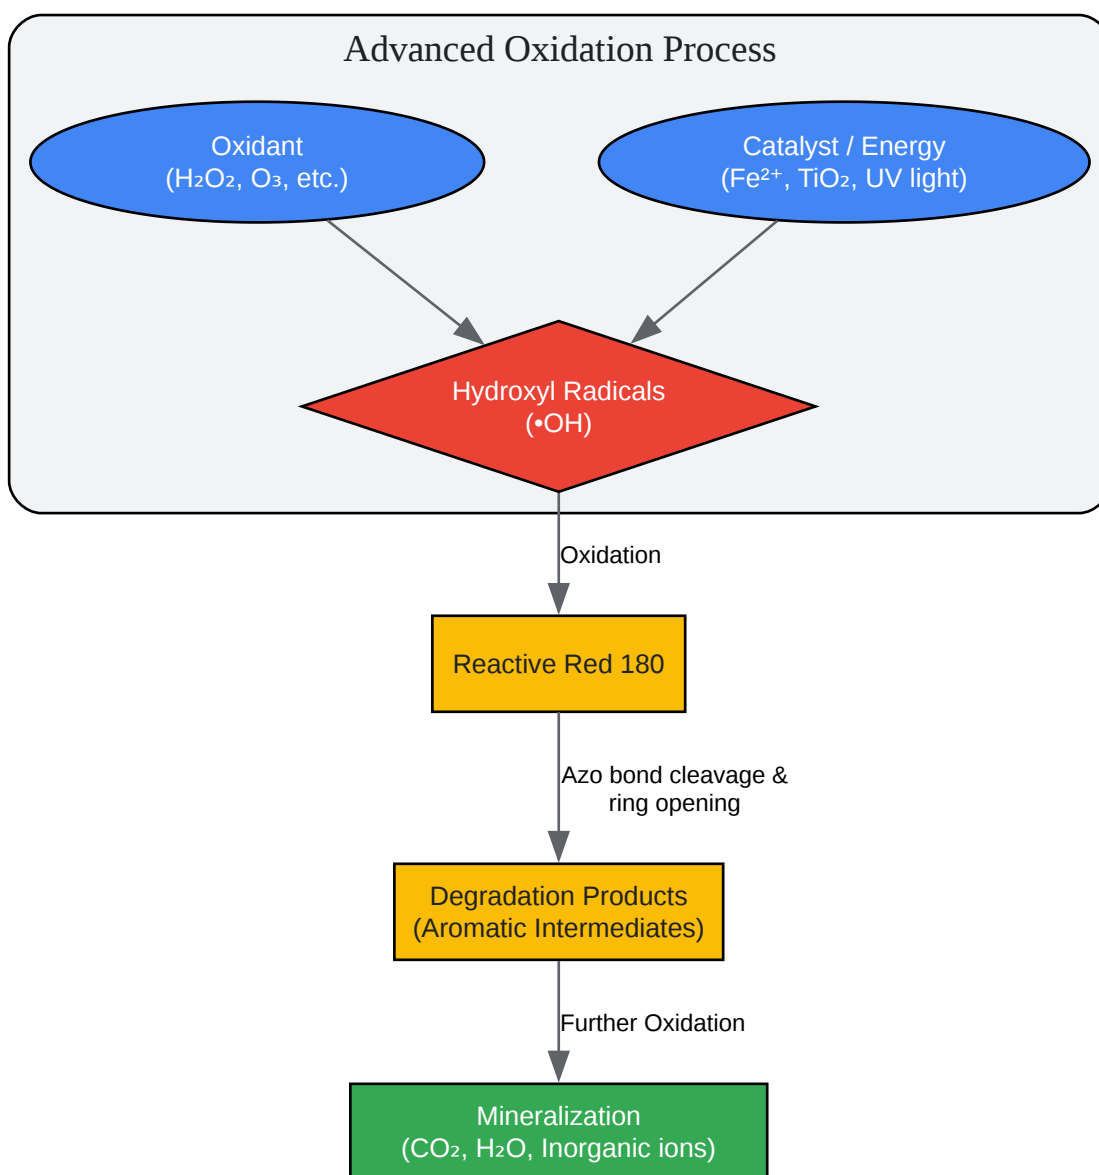 Advanced Oxidation Process
Oxidant
(H₂O₂, O₃, etc.)
Catalyst / Energy
(Fe²⁺, TiO₂, UV light)
Hydroxyl Radicals
(•OH)
Oxidation
Reactive Red 180
Azo bond cleavage &
ring opening
Degradation Products
(Aromatic Intermediates)
Further Oxidation
Mineralization
(CO₂, H₂O, Inorganic ions)